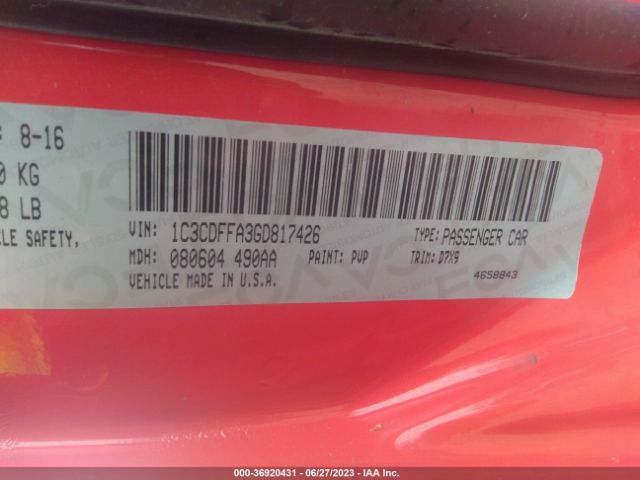 8-16
KG
LB
SAFETY,
VIN: 1C3CDFFA3GD817426 TYPE: PASSENGER CAR
MDH: 080604 490AA PAINT: PVP TRIM: D7X9
VEHICLE MADE IN U.S.A. 4658843
000-36920431 - 06/27/2023 - IAA Inc.